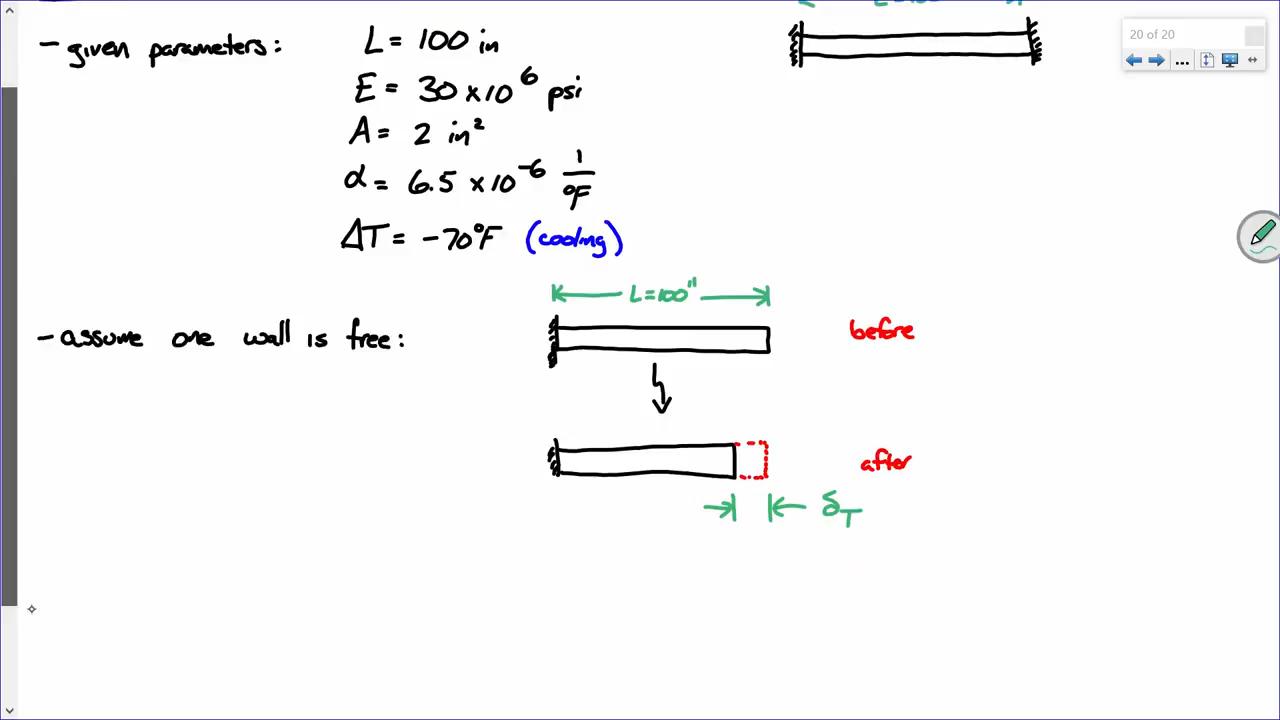 20 of 20
- given parameters: L = 100 in
E = 30 x 10^6 psi
A = 2 in²
α = 6.5 x 10^-6 1/°F
ΔT = -70°F (cooling)
L=100"
- assume one wall is free: before
after
δ_T